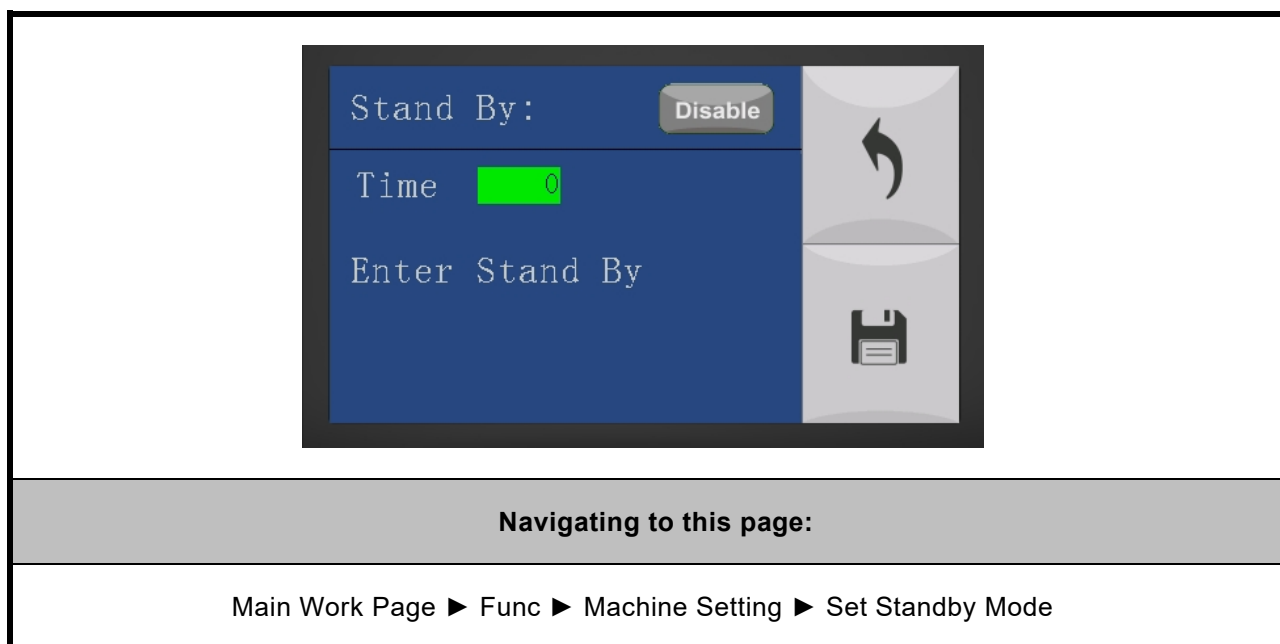 Stand By: Disable
Time 0
Enter Stand By
Navigating to this page:
Main Work Page ► Func ► Machine Setting ► Set Standby Mode